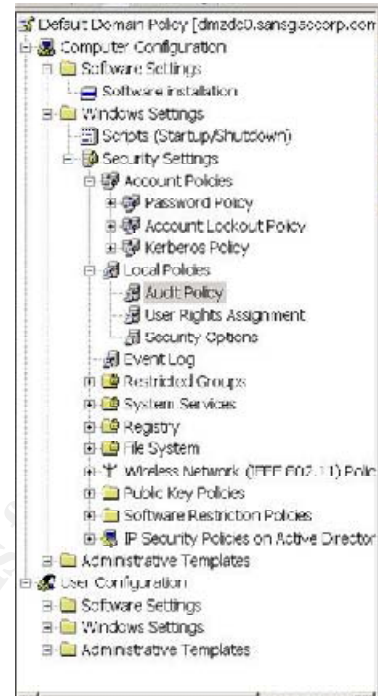 Default Domain Policy [dmzdc0.sansgiaccorp.com
Computer Configuration
Software Settings
Software installation
Windows Settings
Scripts (Startup/Shutdown)
Security Settings
Account Policies
Password Policy
Account Lockout Policy
Kerberos Policy
Local Policies
Audit Policy
User Rights Assignment
Security Options
Event Log
Restricted Groups
System Services
Registry
File System
Wireless Network (IEEE 802.11) Polic
Public Key Policies
Software Restriction Policies
IP Security Policies on Active Director
Administrative Templates
User Configuration
Software Settings
Windows Settings
Administrative Templates